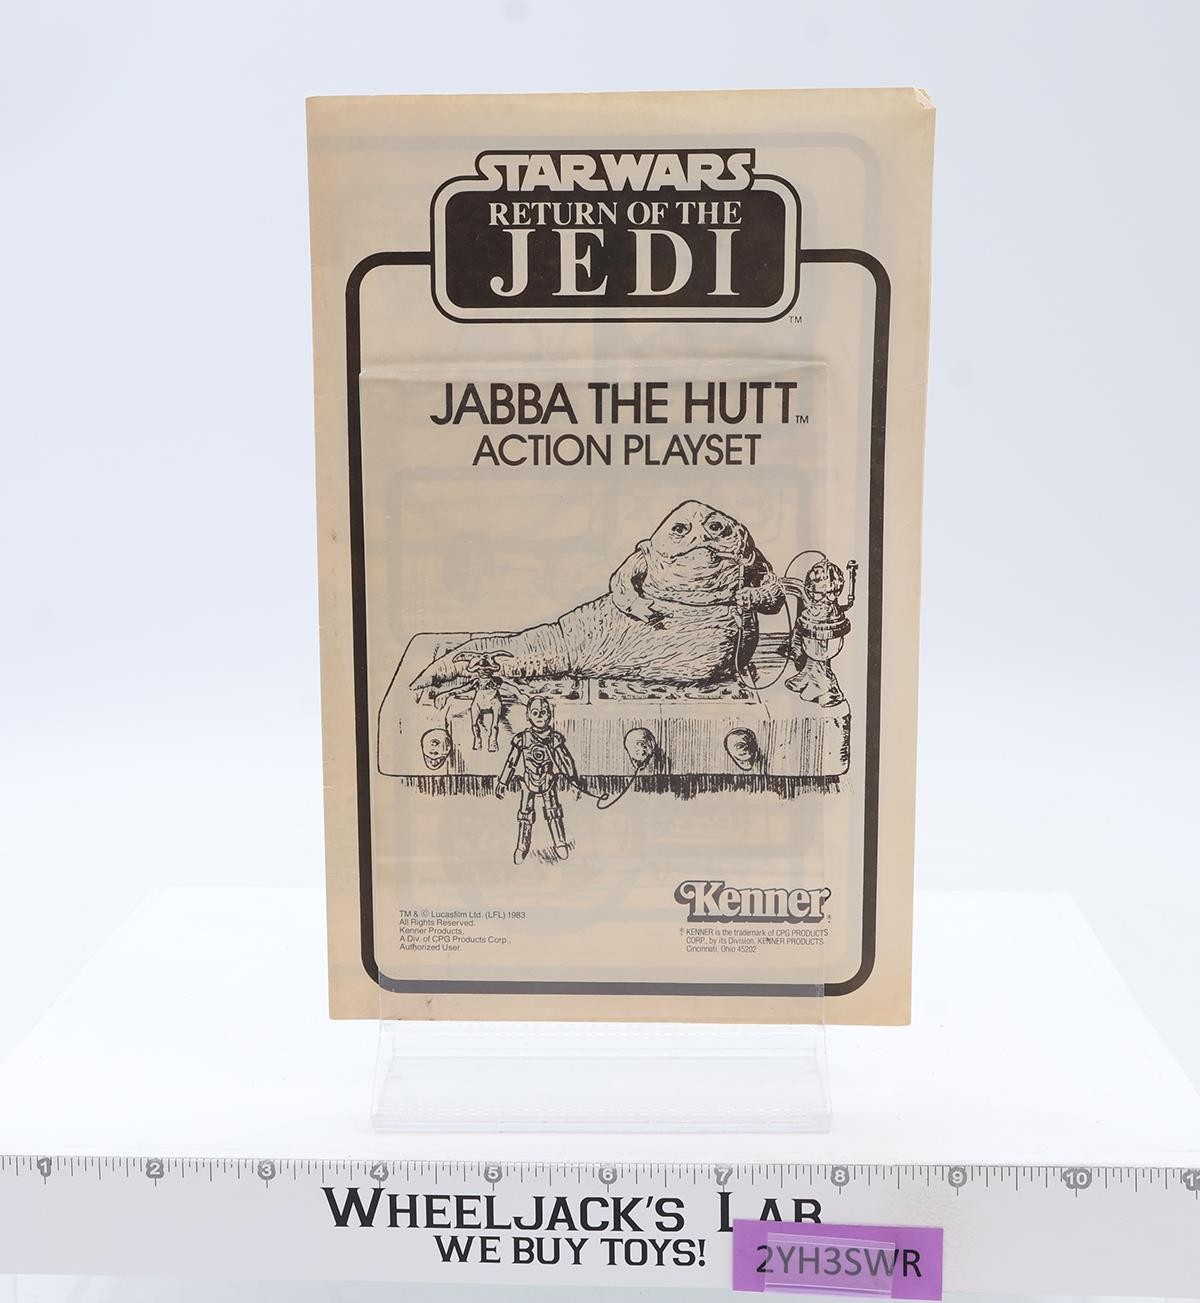 STAR WARS
RETURN OF THE
JEDI
TM
JABBA THE HUTT TM
ACTION PLAYSET
Kenner®
TM & © Lucasfilm Ltd. (LFL) 1983
All Rights Reserved.
Kenner Products,
A Div. of CPG Products Corp.,
Authorized User.
® KENNER is the trademark of CPG PRODUCTS
CORP., by its Division, KENNER PRODUCTS
Cincinnati, Ohio 45202
1 2 3 4 5 6 7 8 9 10 11
WHEELJACK'S LAB
WE BUY TOYS!
2YH3SWR